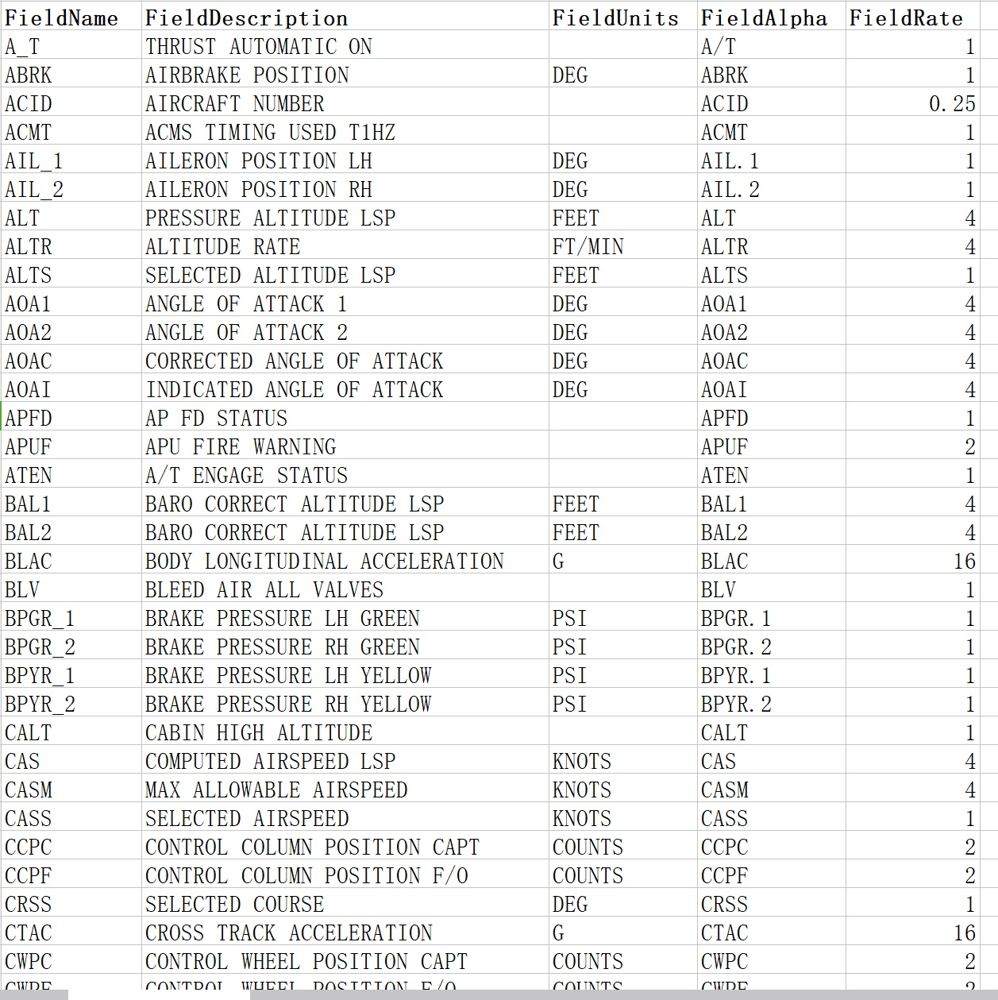 FieldName FieldDescription FieldUnits FieldAlpha FieldRate
A_T THRUST AUTOMATIC ON A/T 1
ABRK AIRBRAKE POSITION DEG ABRK 1
ACID AIRCRAFT NUMBER ACID 0.25
ACMT ACMS TIMING USED T1HZ ACMT 1
AIL_1 AILERON POSITION LH DEG AIL.1 1
AIL_2 AILERON POSITION RH DEG AIL.2 1
ALT PRESSURE ALTITUDE LSP FEET ALT 4
ALTR ALTITUDE RATE FT/MIN ALTR 4
ALTS SELECTED ALTITUDE LSP FEET ALTS 1
AOA1 ANGLE OF ATTACK 1 DEG AOA1 4
AOA2 ANGLE OF ATTACK 2 DEG AOA2 4
AOAC CORRECTED ANGLE OF ATTACK DEG AOAC 4
AOAI INDICATED ANGLE OF ATTACK DEG AOAI 4
APFD AP FD STATUS APFD 1
APUF APU FIRE WARNING APUF 2
ATEN A/T ENGAGE STATUS ATEN 1
BAL1 BARO CORRECT ALTITUDE LSP FEET BAL1 4
BAL2 BARO CORRECT ALTITUDE LSP FEET BAL2 4
BLAC BODY LONGITUDINAL ACCELERATION G BLAC 16
BLV BLEED AIR ALL VALVES BLV 1
BPGR_1 BRAKE PRESSURE LH GREEN PSI BPGR.1 1
BPGR_2 BRAKE PRESSURE RH GREEN PSI BPGR.2 1
BPYR_1 BRAKE PRESSURE LH YELLOW PSI BPYR.1 1
BPYR_2 BRAKE PRESSURE RH YELLOW PSI BPYR.2 1
CALT CABIN HIGH ALTITUDE CALT 1
CAS COMPUTED AIRSPEED LSP KNOTS CAS 4
CASM MAX ALLOWABLE AIRSPEED KNOTS CASM 4
CASS SELECTED AIRSPEED KNOTS CASS 1
CCPC CONTROL COLUMN POSITION CAPT COUNTS CCPC 2
CCPF CONTROL COLUMN POSITION F/O COUNTS CCPF 2
CRSS SELECTED COURSE DEG CRSS 1
CTAC CROSS TRACK ACCELERATION G CTAC 16
CWPC CONTROL WHEEL POSITION CAPT COUNTS CWPC 2
CWPF CONTROL WHEEL POSITION F/O COUNTS CWPF 2